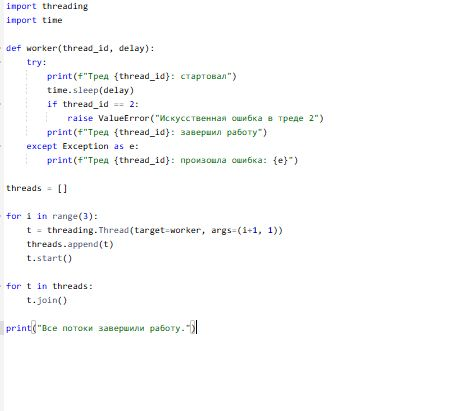 import threading
import time

def worker(thread_id, delay):
    try:
        print(f"Тред {thread_id}: стартовал")
        time.sleep(delay)
        if thread_id == 2:
            raise ValueError("Искусственная ошибка в треде 2")
        print(f"Тред {thread_id}: завершил работу")
    except Exception as e:
        print(f"Тред {thread_id}: произошла ошибка: {e}")

threads = []

for i in range(3):
    t = threading.Thread(target=worker, args=(i+1, 1))
    threads.append(t)
    t.start()

for t in threads:
    t.join()

print("Все потоки завершили работу.")